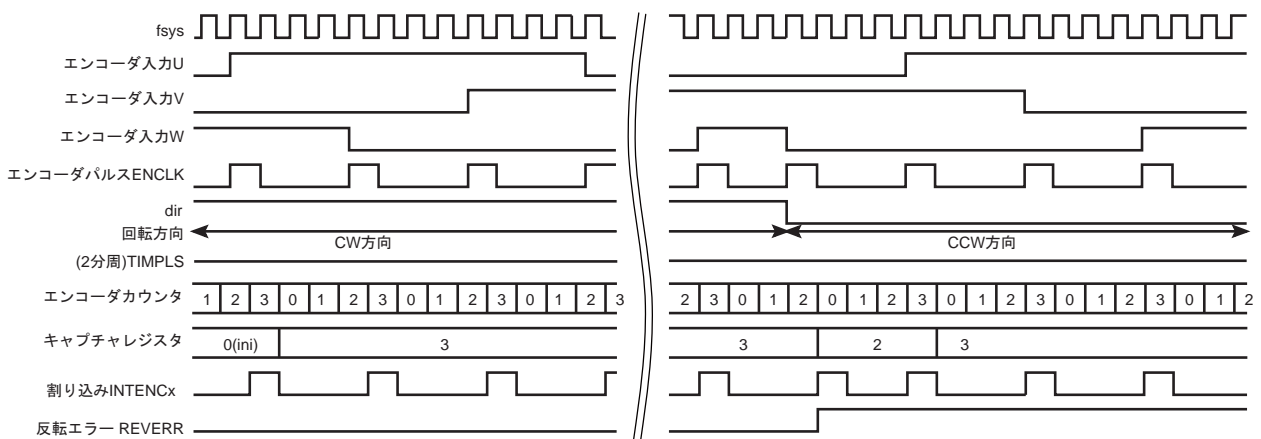 fsys
エンコーダ入力U
エンコーダ入力V
エンコーダ入力W
エンコーダパルスENCLK
dir
回転方向 CW方向 CCW方向
(2分周)TIMPLS
エンコーダカウンタ 1 2 3 0 1 2 3 0 1 2 3 0 1 2 3 2 3 0 1 2 0 1 2 3 0 1 2 3 0 1 2 3 0 1 2
キャプチャレジスタ 0(ini) 3 3 2 3
割り込みINTENCx
反転エラー REVERR